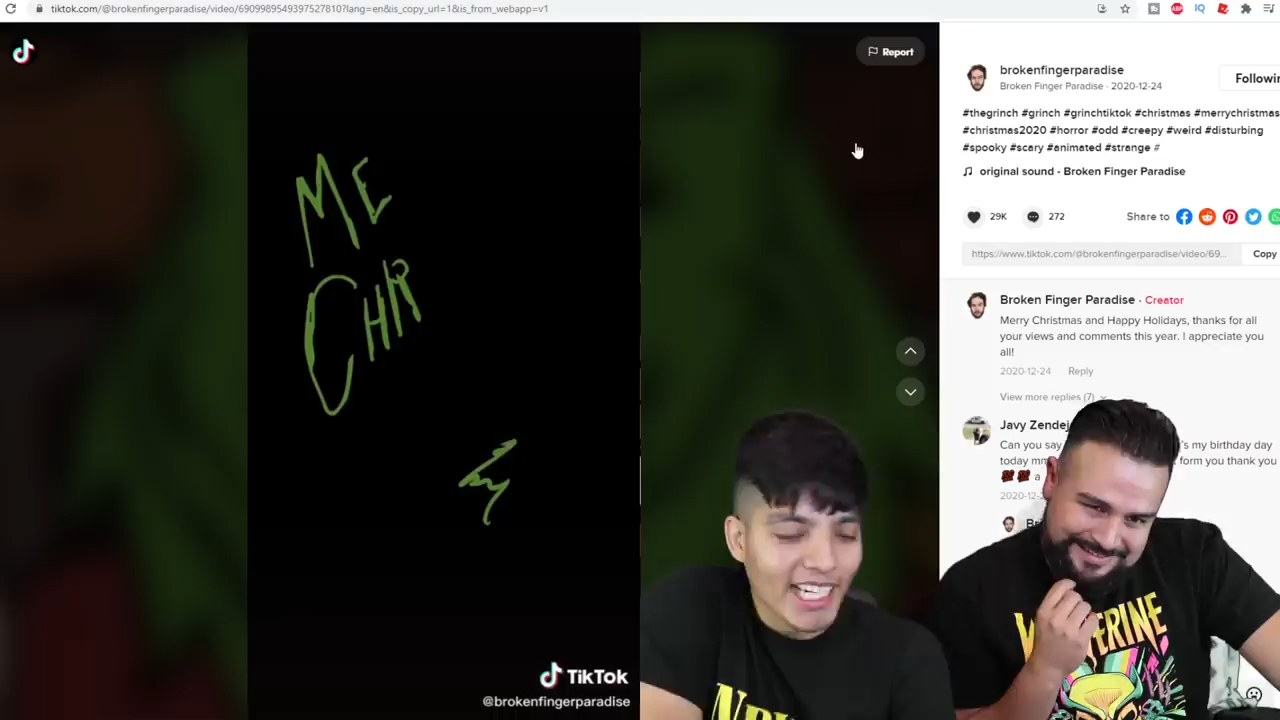 tiktok.com/@brokenfingerparadise/video/6909989549397527810?lang=en&is_copy_url=1&is_from_webapp=v1
Report
brokenfingerparadise
Broken Finger Paradise · 2020-12-24
Followin
#thegrinch #grinch #grinchtiktok #christmas #merrychristmas
#christmas2020 #horror #odd #creepy #weird #disturbing
#spooky #scary #animated #strange #
original sound - Broken Finger Paradise
29K
272
Share to
https://www.tiktok.com/@brokenfingerparadise/video/69...
Copy
Broken Finger Paradise · Creator
Merry Christmas and Happy Holidays, thanks for all
your views and comments this year. I appreciate you
all!
2020-12-24 Reply
View more replies (7)
Javy Zendej
Can you say
's my birthday day
today mm
form you thank you
a
2020-12-
Br
ME
CHR
TikTok
@brokenfingerparadise
ABP
IQ